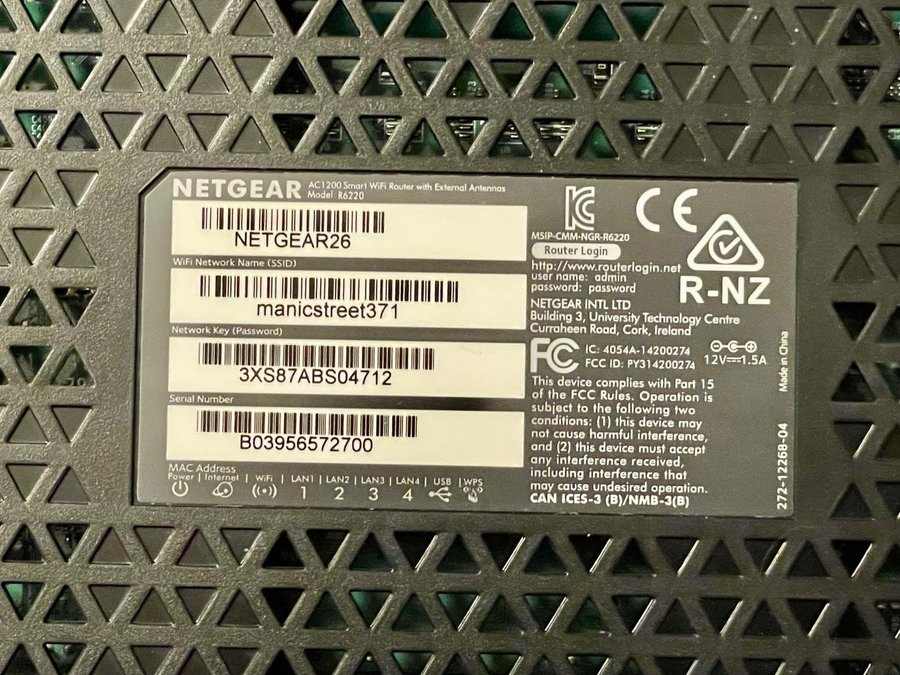 NETGEAR AC1200 Smart WiFi Router with External Antennas
Model R6220
NETGEAR26
WiFi Network Name (SSID)
manicstreet371
Network Key (Password)
3XS87ABS04712
Serial Number
B03956572700
MAC Address
Power | Internet | WiFi | LAN1 | LAN2 | LAN3 | LAN4 | USB | WPS
1 2 3 4
CE
MSIP-CMM-NGR-R6220
Router Login
http://www.routerlogin.net
user name: admin
password: password
R-NZ
NETGEAR INTL LTD
Building 3, University Technology Centre
Curraheen Road, Cork, Ireland
FC IC: 4054A-14200274
FCC ID: PY314200274
12V⎓1.5A
This device complies with Part 15
of the FCC Rules. Operation is
subject to the following two
conditions: (1) this device may
not cause harmful interference,
and (2) this device must accept
any interference received,
including interference that
may cause undesired operation.
CAN ICES-3 (B)/NMB-3(B)
Made in China
272-12268-04